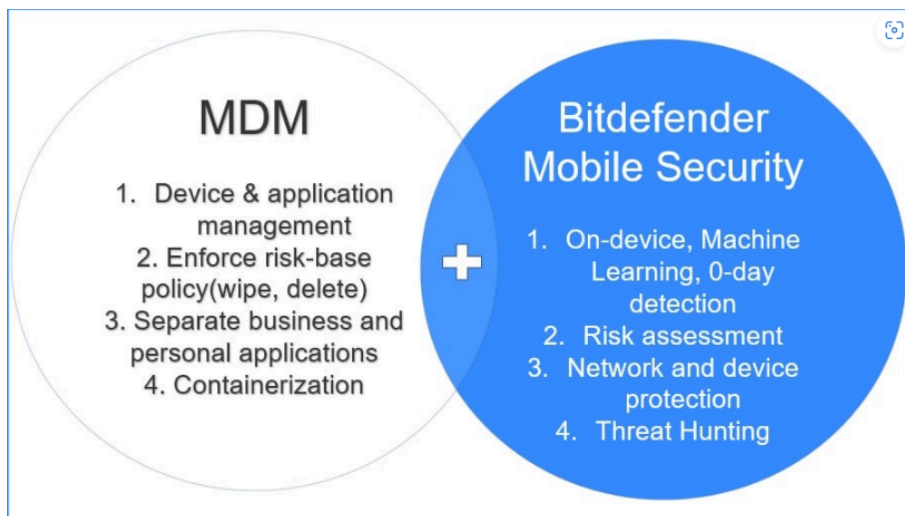 MDM
1. Device & application
management
2. Enforce risk-base
policy(wipe, delete)
3. Separate business and
personal applications
4. Containerization
Bitdefender
Mobile Security
1. On-device, Machine
Learning, 0-day
detection
2. Risk assessment
3. Network and device
protection
4. Threat Hunting